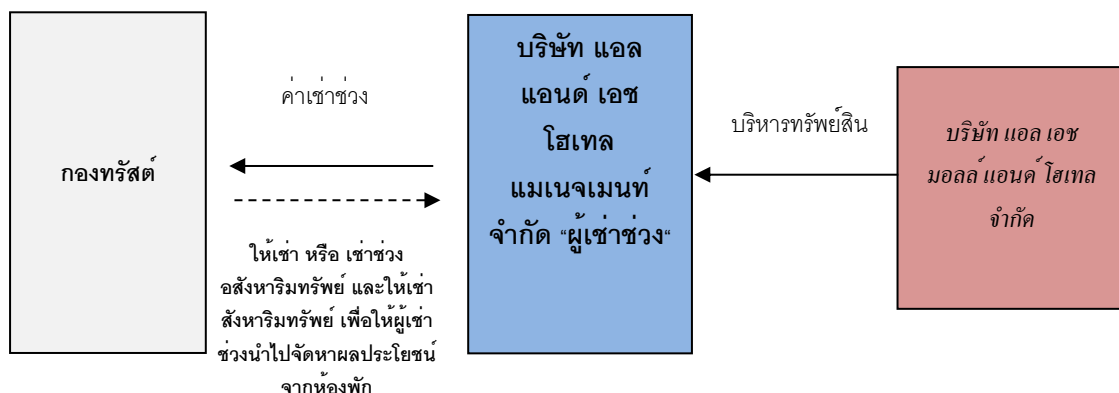 กองทรัสต์
ค่าเช่าช่วง
ให้เช่า หรือ เช่าช่วง
อสังหาริมทรัพย์ และให้เช่า
สังหาริมทรัพย์ เพื่อให้ผู้เช่า
ช่วงนำไปจัดหาผลประโยชน์
จากห้องพัก
บริษัท แอล
แอนด์ เอช
โฮเทล
แมเนจเมนท์
จำกัด “ผู้เช่าช่วง“
บริหารทรัพย์สิน
บริษัท แอล เอช
มอลล์ แอนด์ โฮเทล
จำกัด